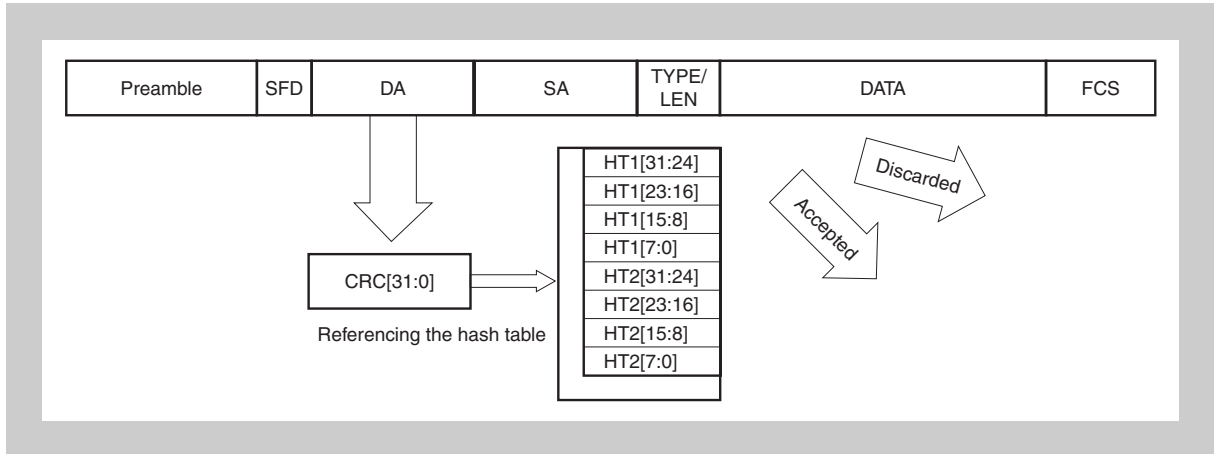 Preamble
SFD
DA
SA
TYPE/
LEN
DATA
FCS
HT1[31:24]
HT1[23:16]
HT1[15:8]
HT1[7:0]
HT2[31:24]
HT2[23:16]
HT2[15:8]
HT2[7:0]
Discarded
Accepted
CRC[31:0]
Referencing the hash table